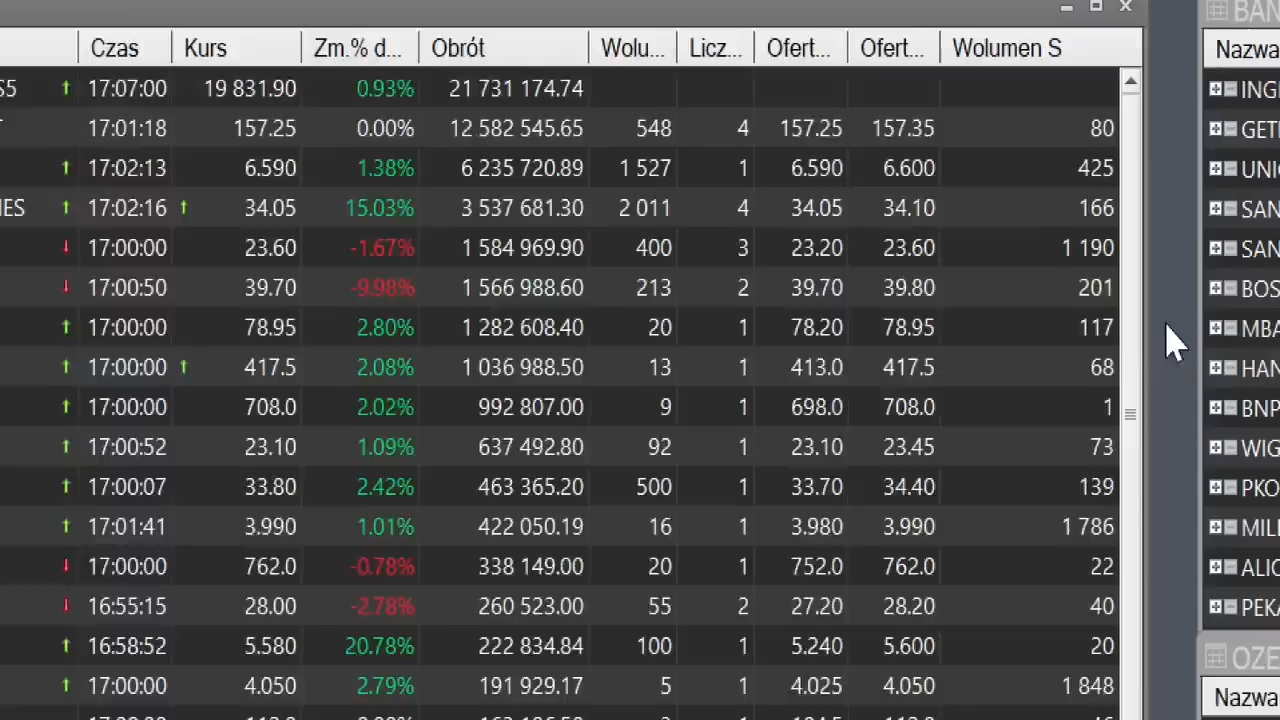 BAN
Czas Kurs Zm.% d... Obrót Wolu... Licz... Ofert... Ofert... Wolumen S Nazwa
S5 17:07:00 19 831.90 0.93% 21 731 174.74 ING
17:01:18 157.25 0.00% 12 582 545.65 548 4 157.25 157.35 80 GET
17:02:13 6.590 1.38% 6 235 720.89 1 527 1 6.590 6.600 425 UNI
IES 17:02:16 34.05 15.03% 3 537 681.30 2 011 4 34.05 34.10 166 SAN
17:00:00 23.60 -1.67% 1 584 969.90 400 3 23.20 23.60 1 190 SAN
17:00:50 39.70 -9.98% 1 566 988.60 213 2 39.70 39.80 201 BOS
17:00:00 78.95 2.80% 1 282 608.40 20 1 78.20 78.95 117 MBA
17:00:00 417.5 2.08% 1 036 988.50 13 1 413.0 417.5 68 HAN
17:00:00 708.0 2.02% 992 807.00 9 1 698.0 708.0 1 BNP
17:00:52 23.10 1.09% 637 492.80 92 1 23.10 23.45 73 WIG
17:00:07 33.80 2.42% 463 365.20 500 1 33.70 34.40 139 PKO
17:01:41 3.990 1.01% 422 050.19 16 1 3.980 3.990 1 786 MIL
17:00:00 762.0 -0.78% 338 149.00 20 1 752.0 762.0 22 ALIO
16:55:15 28.00 -2.78% 260 523.00 55 2 27.20 28.20 40 PEKA
16:58:52 5.580 20.78% 222 834.84 100 1 5.240 5.600 20 OZE
17:00:00 4.050 2.79% 191 929.17 5 1 4.025 4.050 1 848 Nazwa